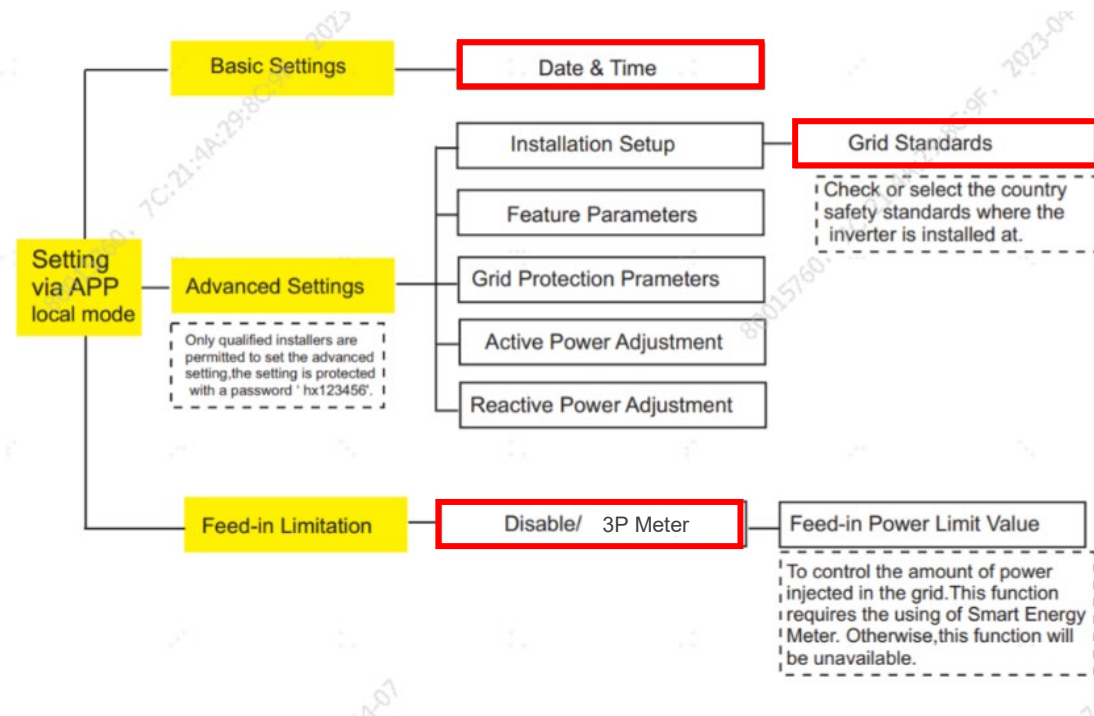 Basic Settings
Date & Time
Installation Setup
Grid Standards
Check or select the country
safety standards where the
inverter is installed at.
Feature Parameters
Setting
via APP
local mode
Advanced Settings
Grid Protection Prameters
Only qualified installers are
permitted to set the advanced
setting,the setting is protected
with a password ' hx123456'.
Active Power Adjustment
Reactive Power Adjustment
Feed-in Limitation
Disable/ 3P Meter
Feed-in Power Limit Value
To control the amount of power
injected in the grid.This function
requires the using of Smart Energy
Meter. Otherwise,this function will
be unavailable.